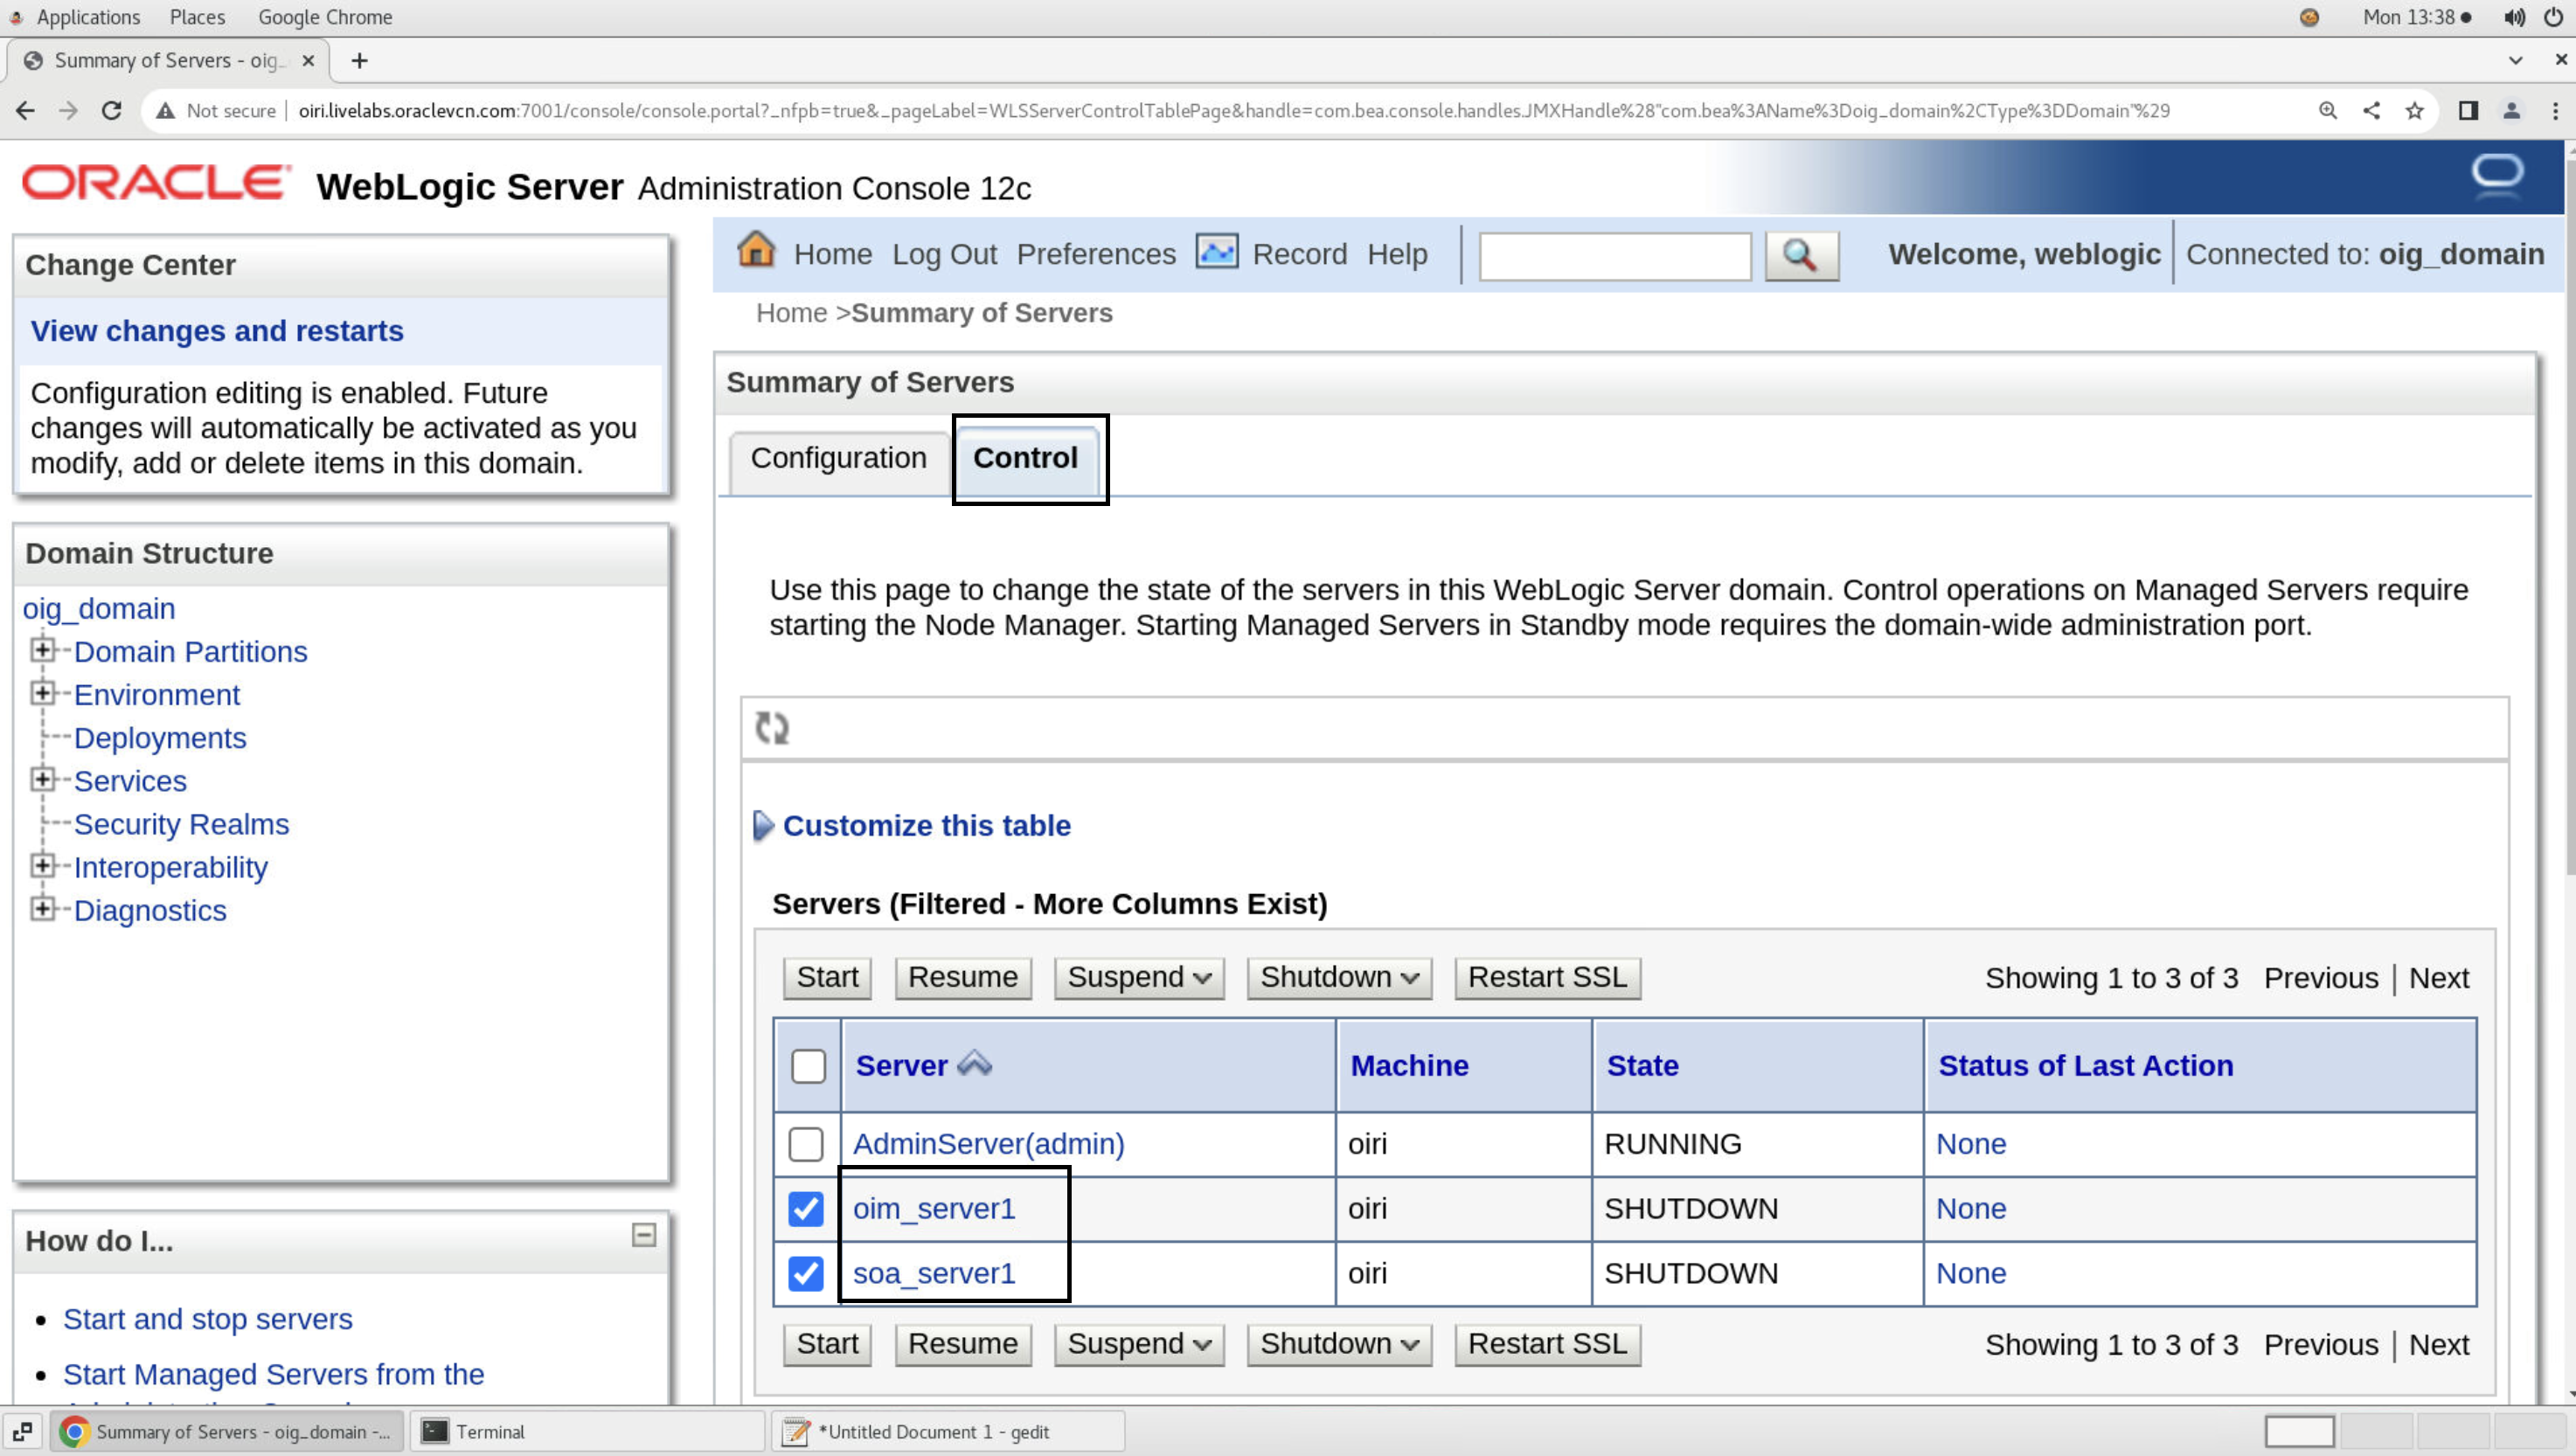 Applications Places Google Chrome Mon 13:38
Summary of Servers - oig_
Not secure oiri.livelabs.oraclevcn.com:7001/console/console.portal?_nfpb=true&_pageLabel=WLSServerControlTablePage&handle=com.bea.console.handles.JMXHandle%28"com.bea%3AName%3Doig_domain%2CType%3DDomain"%29
ORACLE WebLogic Server Administration Console 12c
Change Center
View changes and restarts
Configuration editing is enabled. Future
changes will automatically be activated as you
modify, add or delete items in this domain.
Domain Structure
oig_domain
Domain Partitions
Environment
Deployments
Services
Security Realms
Interoperability
Diagnostics
How do I...
Start and stop servers
Start Managed Servers from the
Home Log Out Preferences Record Help Welcome, weblogic Connected to: oig_domain
Home >Summary of Servers
Summary of Servers
Configuration Control
Use this page to change the state of the servers in this WebLogic Server domain. Control operations on Managed Servers require
starting the Node Manager. Starting Managed Servers in Standby mode requires the domain-wide administration port.
Customize this table
Servers (Filtered - More Columns Exist)
Start Resume Suspend Shutdown Restart SSL Showing 1 to 3 of 3 Previous | Next
Server Machine State Status of Last Action
AdminServer(admin) oiri RUNNING None
oim_server1 oiri SHUTDOWN None
soa_server1 oiri SHUTDOWN None
Start Resume Suspend Shutdown Restart SSL Showing 1 to 3 of 3 Previous | Next
Summary of Servers - oig_domain -... Terminal *Untitled Document 1 - gedit